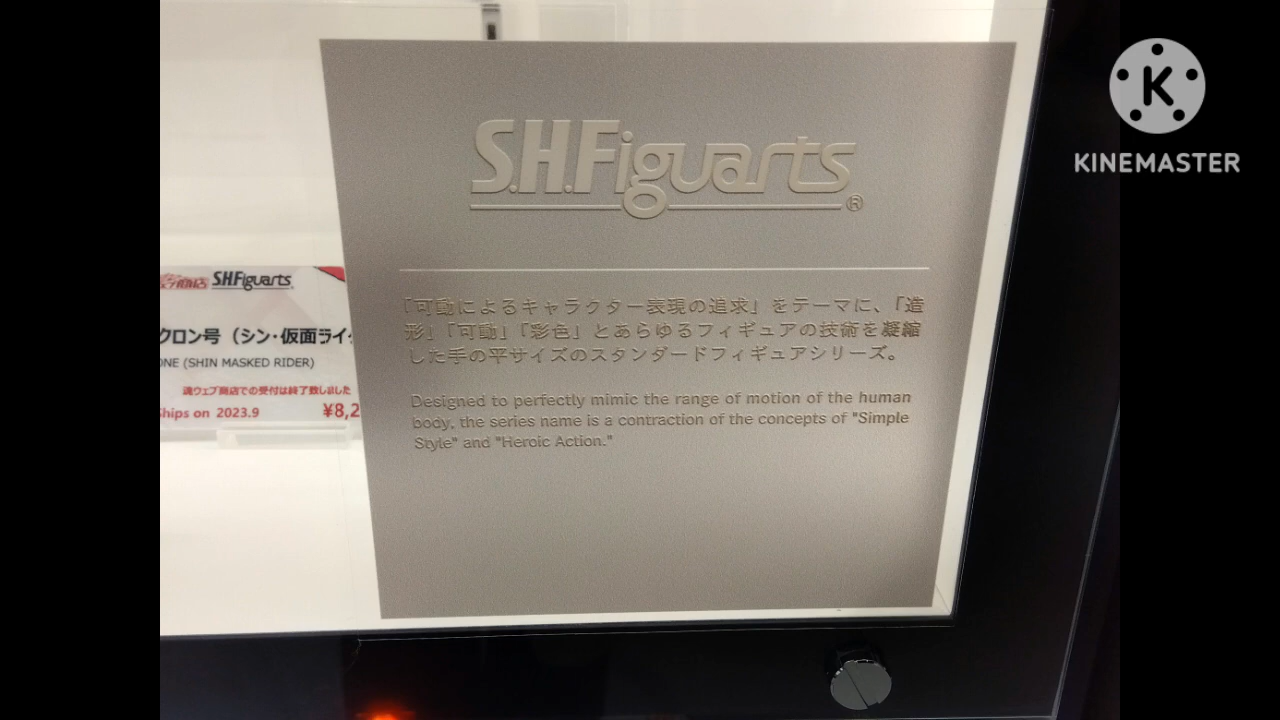 S.H.Figuarts®
「可動によるキャラクター表現の追求」をテーマに、「造
形」「可動」「彩色」とあらゆるフィギュアの技術を凝縮
した手の平サイズのスタンダードフィギュアシリーズ。
Designed to perfectly mimic the range of motion of the human
body, the series name is a contraction of the concepts of "Simple
Style" and "Heroic Action."
S.H.Figuarts
クロン号（シン・仮面ライ
ONE (SHIN MASKED RIDER)
魂ウェブ商店での受付は終了致しました
Ships on 2023.9 ¥8,2
K
KINEMASTER